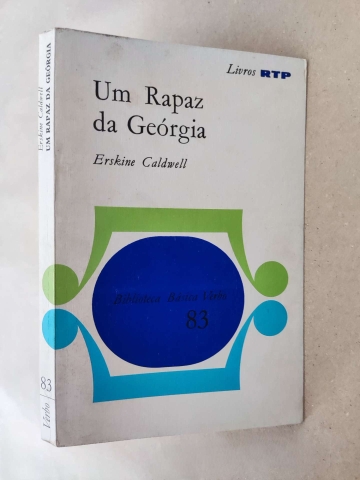 Livros RTP
Um Rapaz
da Geórgia
Erskine Caldwell
Biblioteca Básica Verbo
83
Erskine Caldwell
UM RAPAZ DA GEÓRGIA
83
Verbo